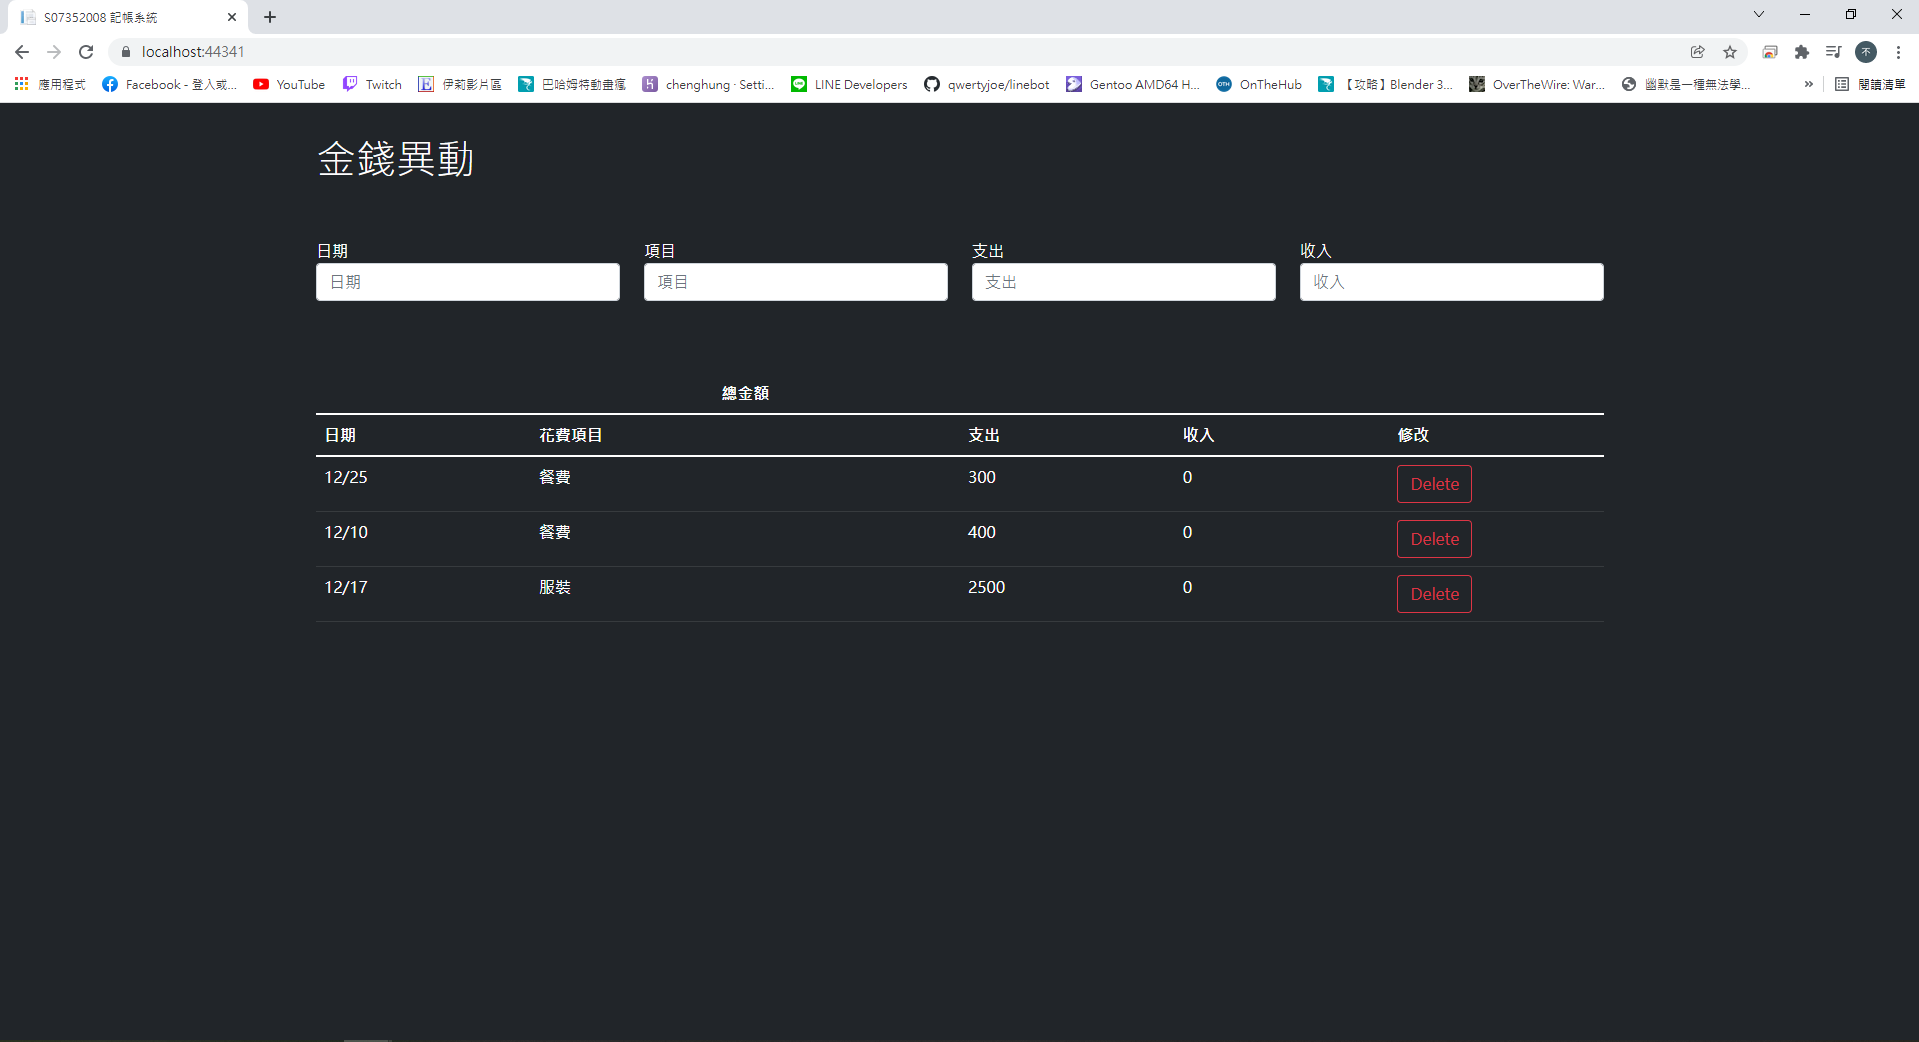 S07352008 記帳系統
localhost:44341
不
應用程式 Facebook - 登入或... YouTube Twitch 伊莉影片區 巴哈姆特動畫瘋 chenghung · Setti... LINE Developers qwertyjoe/linebot Gentoo AMD64 H... OnTheHub 【攻略】Blender 3... OverTheWire: War... 幽默是一種無法學... » 閱讀清單
金錢異動
日期 項目 支出 收入
日期 項目 支出 收入
總金額
日期 花費項目 支出 收入 修改
12/25 餐費 300 0 Delete
12/10 餐費 400 0 Delete
12/17 服裝 2500 0 Delete